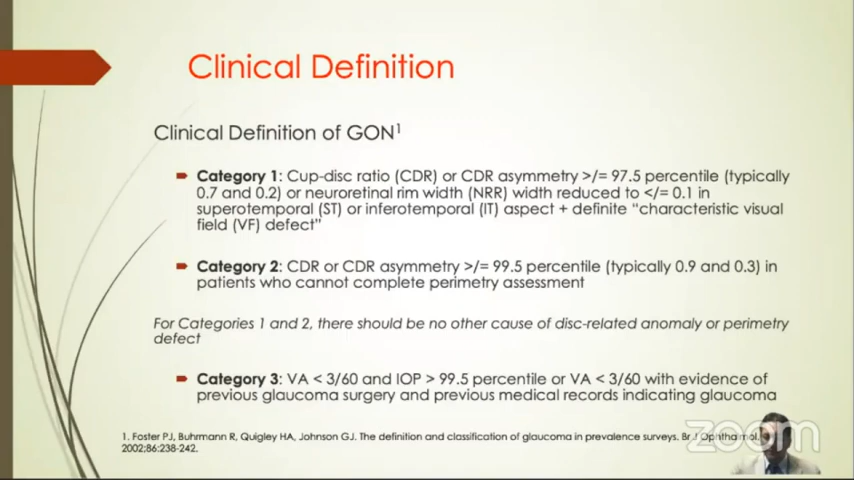 Clinical Definition
Clinical Definition of GON1
Category 1: Cup-disc ratio (CDR) or CDR asymmetry >/= 97.5 percentile (typically
0.7 and 0.2) or neuroretinal rim width (NRR) width reduced to </= 0.1 in
superotemporal (ST) or inferotemporal (IT) aspect + definite “characteristic visual
field (VF) defect”
Category 2: CDR or CDR asymmetry >/= 99.5 percentile (typically 0.9 and 0.3) in
patients who cannot complete perimetry assessment
For Categories 1 and 2, there should be no other cause of disc-related anomaly or perimetry
defect
Category 3: VA < 3/60 and IOP > 99.5 percentile or VA < 3/60 with evidence of
previous glaucoma surgery and previous medical records indicating glaucoma
1. Foster PJ, Buhrmann R, Quigley HA, Johnson GJ. The definition and classification of glaucoma in prevalence surveys. Br J Ophthalmol.
2002;86:238-242.
zoom